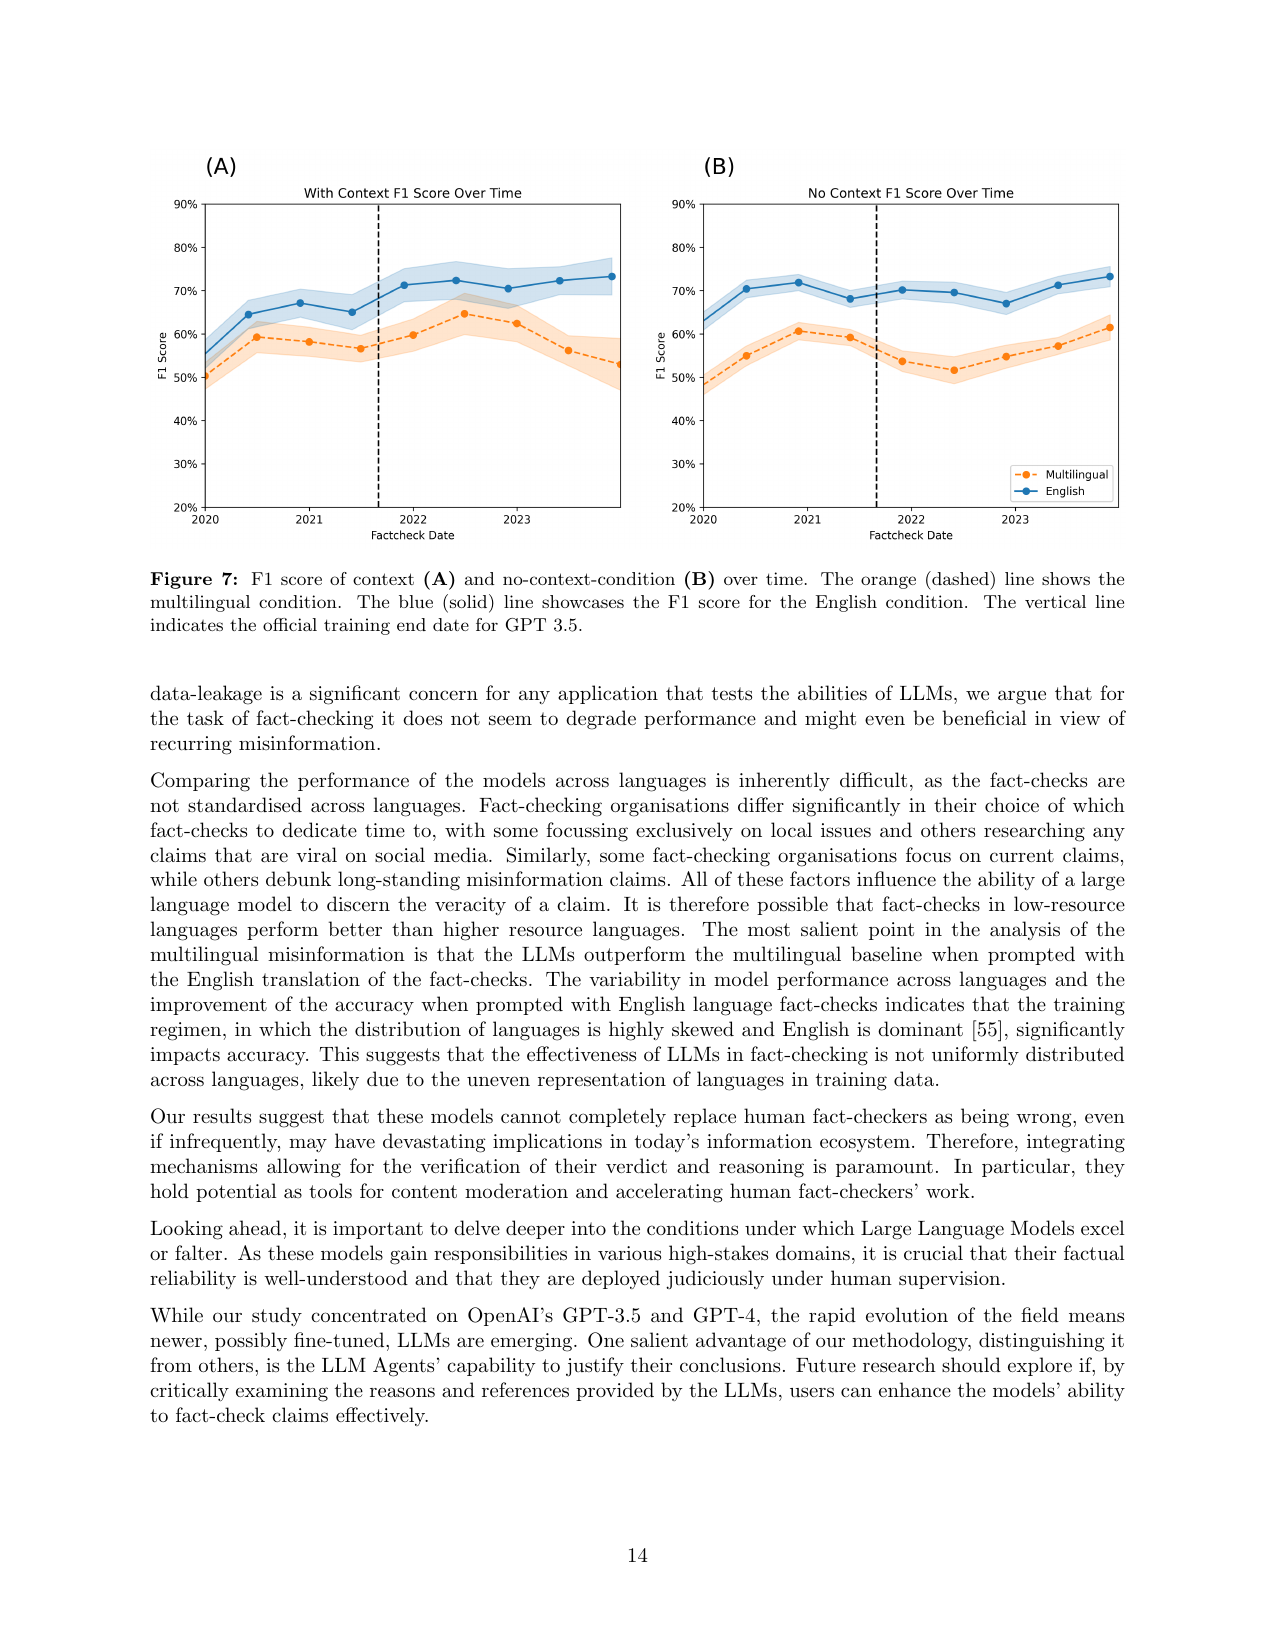 (A)
With Context F1 Score Over Time
90%
80%
70%
60%
50%
40%
30%
20%
F1 Score
2020
2021
2022
2023
Factcheck Date
(B)
No Context F1 Score Over Time
90%
80%
70%
60%
50%
40%
30%
20%
F1 Score
Multilingual
English
2020
2021
2022
2023
Factcheck Date
Figure 7: F1 score of context (A) and no-context-condition (B) over time. The orange (dashed) line shows the
multilingual condition. The blue (solid) line showcases the F1 score for the English condition. The vertical line
indicates the official training end date for GPT 3.5.
data-leakage is a significant concern for any application that tests the abilities of LLMs, we argue that for
the task of fact-checking it does not seem to degrade performance and might even be beneficial in view of
recurring misinformation.
Comparing the performance of the models across languages is inherently difficult, as the fact-checks are
not standardised across languages. Fact-checking organisations differ significantly in their choice of which
fact-checks to dedicate time to, with some focussing exclusively on local issues and others researching any
claims that are viral on social media. Similarly, some fact-checking organisations focus on current claims,
while others debunk long-standing misinformation claims. All of these factors influence the ability of a large
language model to discern the veracity of a claim. It is therefore possible that fact-checks in low-resource
languages perform better than higher resource languages. The most salient point in the analysis of the
multilingual misinformation is that the LLMs outperform the multilingual baseline when prompted with
the English translation of the fact-checks. The variability in model performance across languages and the
improvement of the accuracy when prompted with English language fact-checks indicates that the training
regimen, in which the distribution of languages is highly skewed and English is dominant [55], significantly
impacts accuracy. This suggests that the effectiveness of LLMs in fact-checking is not uniformly distributed
across languages, likely due to the uneven representation of languages in training data.
Our results suggest that these models cannot completely replace human fact-checkers as being wrong, even
if infrequently, may have devastating implications in today's information ecosystem. Therefore, integrating
mechanisms allowing for the verification of their verdict and reasoning is paramount. In particular, they
hold potential as tools for content moderation and accelerating human fact-checkers' work.
Looking ahead, it is important to delve deeper into the conditions under which Large Language Models excel
or falter. As these models gain responsibilities in various high-stakes domains, it is crucial that their factual
reliability is well-understood and that they are deployed judiciously under human supervision.
While our study concentrated on OpenAI's GPT-3.5 and GPT-4, the rapid evolution of the field means
newer, possibly fine-tuned, LLMs are emerging. One salient advantage of our methodology, distinguishing it
from others, is the LLM Agents' capability to justify their conclusions. Future research should explore if, by
critically examining the reasons and references provided by the LLMs, users can enhance the models' ability
to fact-check claims effectively.
14